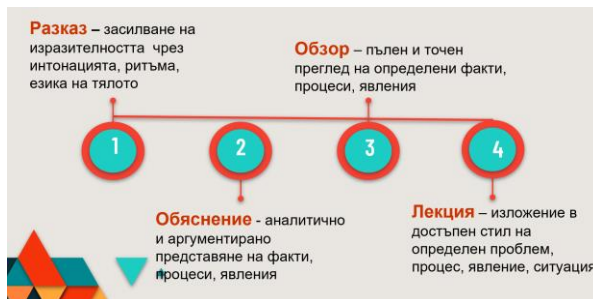 Разказ – засилване на
изразителността чрез
интонацията, ритъма,
езика на тялото
Обзор – пълен и точен
преглед на определени факти,
процеси, явления
1
2
3
4
Обяснение - аналитично
и аргументирано
представяне на факти,
процеси, явления
Лекция – изложение в
достъпен стил на
определен проблем,
процес, явление, ситуация